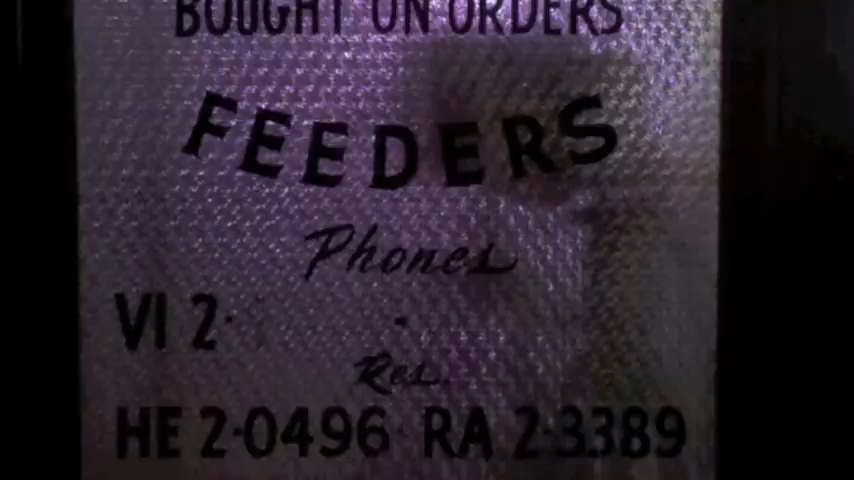 BOUGHT ON ORDERS
FEEDERS
Phones
VI 2·
Res.
HE 2·0496 RA 2·3389